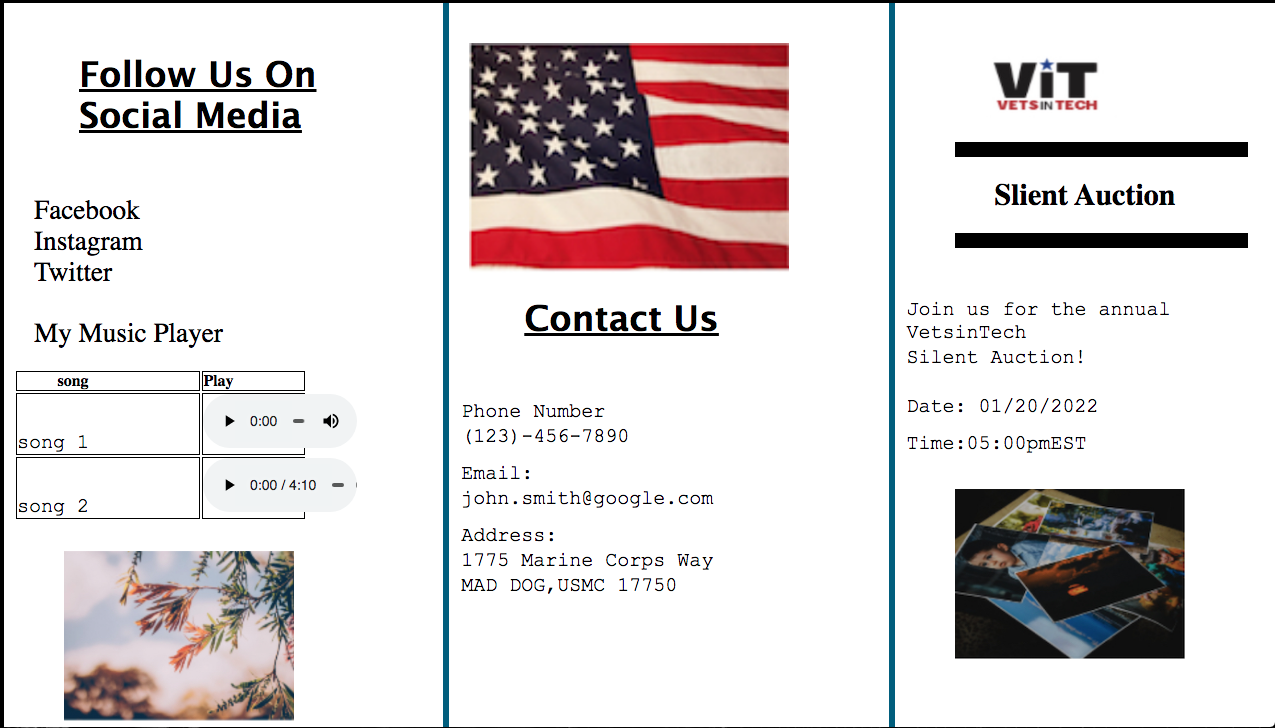 Follow Us On
Social Media
Facebook
Instagram
Twitter
My Music Player
song Play
song 1 0:00
song 2 0:00 / 4:10
Contact Us
Phone Number
(123)-456-7890
Email:
john.smith@google.com
Address:
1775 Marine Corps Way
MAD DOG,USMC 17750
ViT
VETS IN TECH
Slient Auction
Join us for the annual
VetsinTech
Silent Auction!
Date: 01/20/2022
Time:05:00pmEST